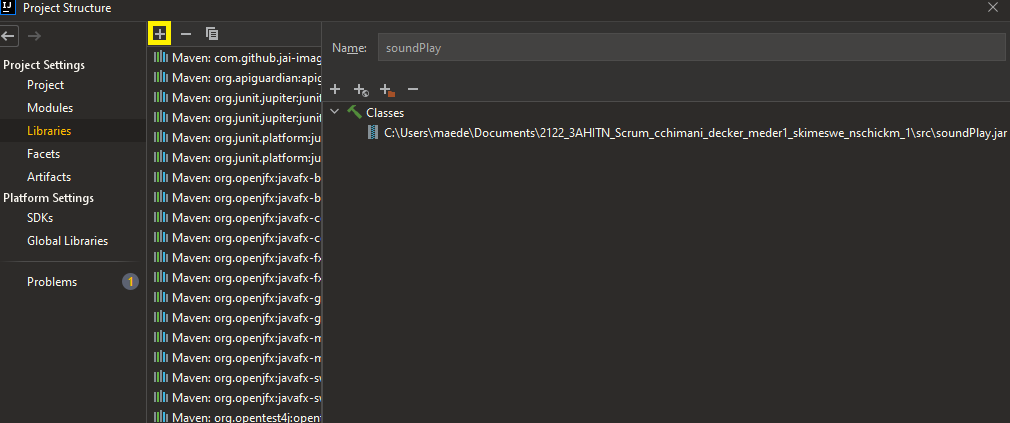 IJ
Project Structure
Project Settings
Project
Modules
Libraries
Facets
Artifacts
Platform Settings
SDKs
Global Libraries
Problems
1
Maven: com.github.jai-imag
Maven: org.apiguardian:apig
Maven: org.junit.jupiter:junit
Maven: org.junit.jupiter:junit
Maven: org.junit.platform:ju
Maven: org.junit.platform:ju
Maven: org.openjfx:javafx-b
Maven: org.openjfx:javafx-b
Maven: org.openjfx:javafx-c
Maven: org.openjfx:javafx-c
Maven: org.openjfx:javafx-fx
Maven: org.openjfx:javafx-fx
Maven: org.openjfx:javafx-g
Maven: org.openjfx:javafx-g
Maven: org.openjfx:javafx-m
Maven: org.openjfx:javafx-m
Maven: org.openjfx:javafx-sw
Maven: org.openjfx:javafx-sw
Maven: org.opentest4j:opent
Name: soundPlay
Classes
C:\Users\maede\Documents\2122_3AHITN_Scrum_cchimani_decker_meder1_skimeswe_nschickm_1\src\soundPlay.jar